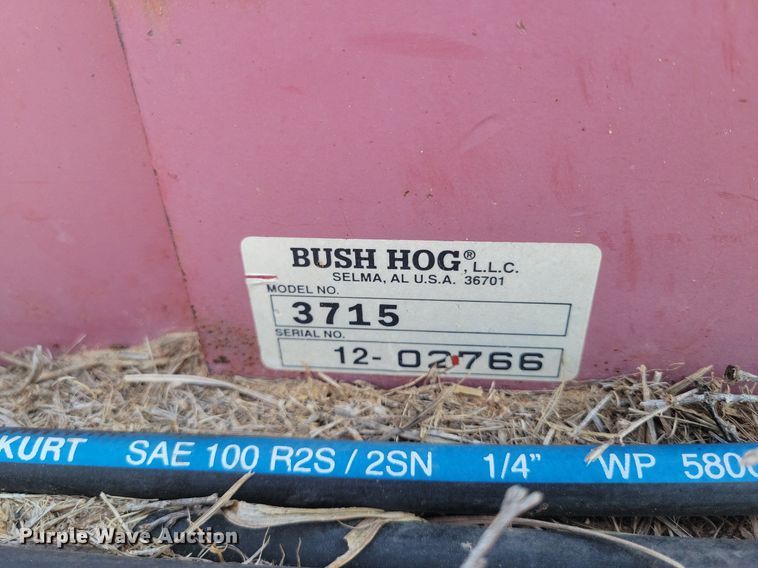 BUSH HOG®, L.L.C.
SELMA, AL U.S.A. 36701
MODEL NO.
3715
SERIAL NO.
12- 02766
KURT SAE 100 R2S / 2SN 1/4" WP 5800
Purple Wave Auction